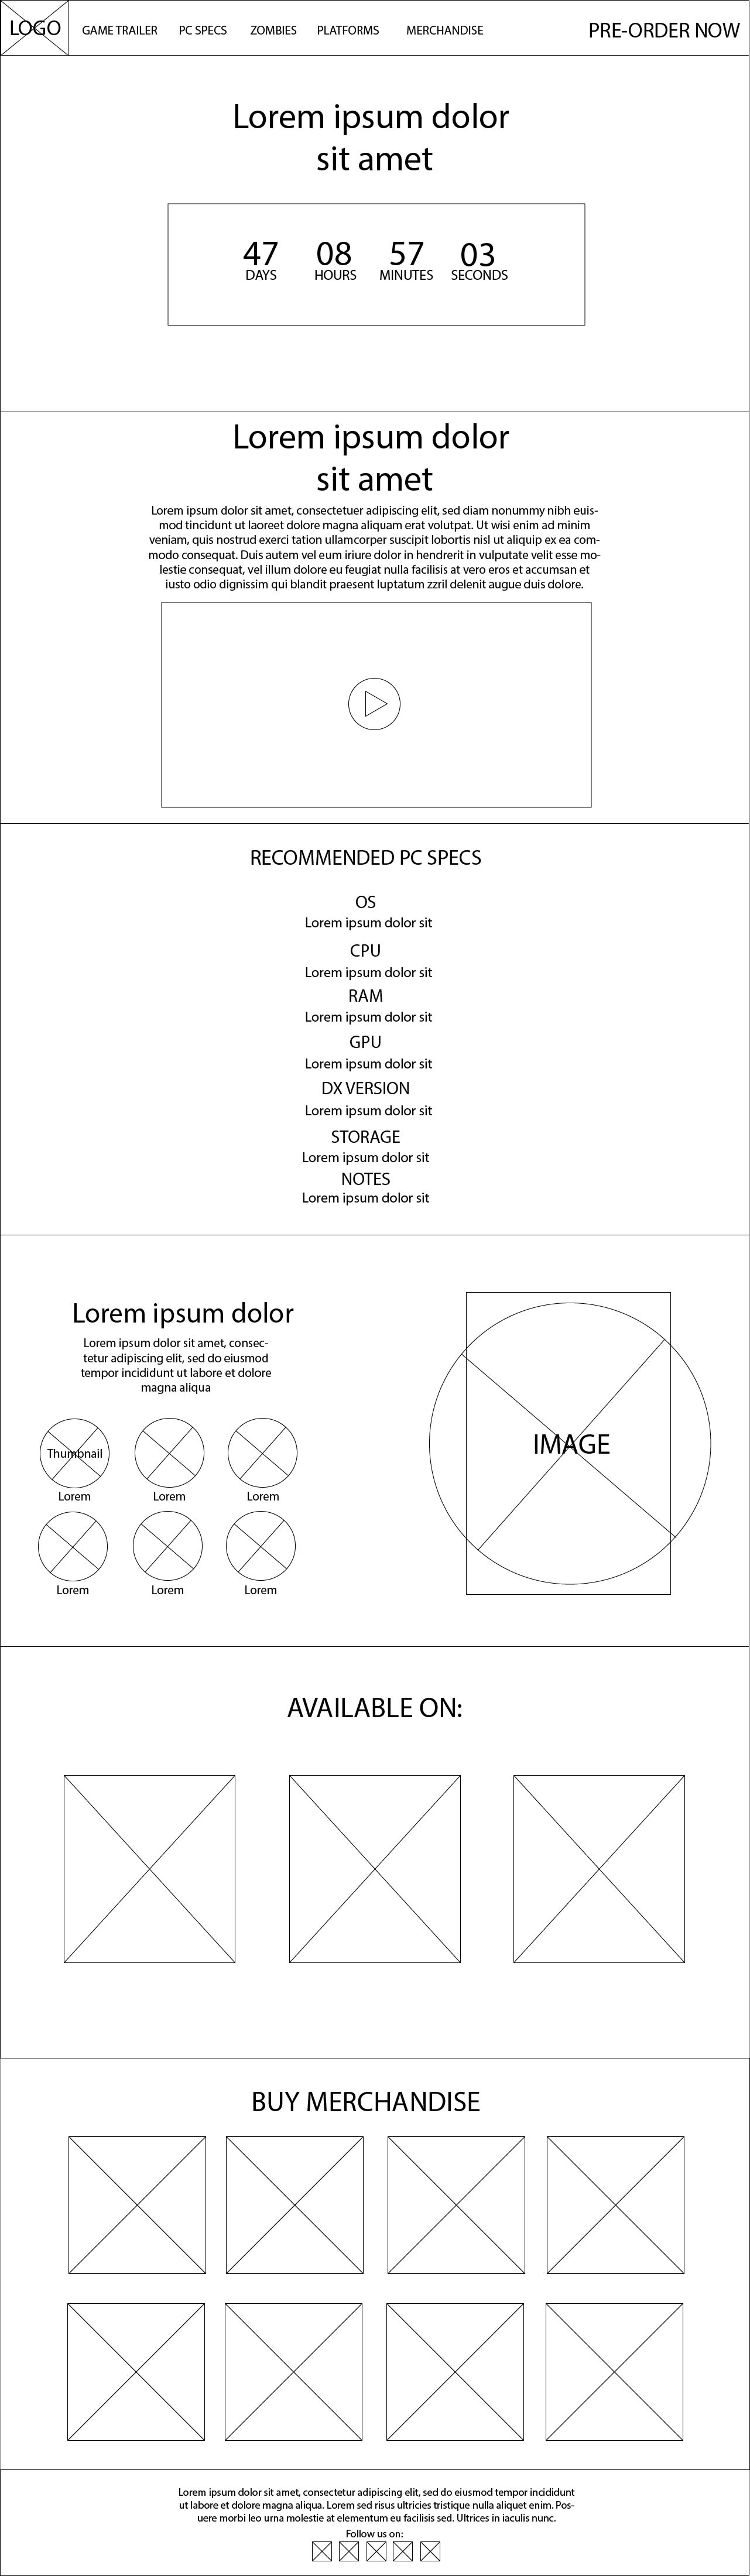 LOGO
GAME TRAILER
PC SPECS
ZOMBIES
PLATFORMS
MERCHANDISE
PRE-ORDER NOW
Lorem ipsum dolor
sit amet
47
08
57
03
DAYS
HOURS
MINUTES
SECONDS
Lorem ipsum dolor
sit amet
Lorem ipsum dolor sit amet, consectetuer adipiscing elit, sed diam nonummy nibh euis-
mod tincidunt ut laoreet dolore magna aliquam erat volutpat. Ut wisi enim ad minim
veniam, quis nostrud exerci tation ullamcorper suscipit lobortis nisl ut aliquip ex ea com-
modo consequat. Duis autem vel eum iriure dolor in hendrerit in vulputate velit esse mo-
lestie consequat, vel illum dolore eu feugiat nulla facilisis at vero eros et accumsan et
iusto odio dignissim qui blandit praesent luptatum zzril delenit augue duis dolore.
RECOMMENDED PC SPECS
OS
Lorem ipsum dolor sit
CPU
Lorem ipsum dolor sit
RAM
Lorem ipsum dolor sit
GPU
Lorem ipsum dolor sit
DX VERSION
Lorem ipsum dolor sit
STORAGE
Lorem ipsum dolor sit
NOTES
Lorem ipsum dolor sit
Lorem ipsum dolor
Lorem ipsum dolor sit amet, consec-
tetur adipiscing elit, sed do eiusmod
tempor incididunt ut labore et dolore
magna aliqua
Thumbnail
Lorem
Lorem
Lorem
Lorem
Lorem
Lorem
IMAGE
AVAILABLE ON:
BUY MERCHANDISE
Lorem ipsum dolor sit amet, consectetur adipiscing elit, sed do eiusmod tempor incididunt
ut labore et dolore magna aliqua. Lorem sed risus ultricies tristique nulla aliquet enim. Pos-
uere morbi leo urna molestie at elementum eu facilisis sed. Ultrices in iaculis nunc.
Follow us on: